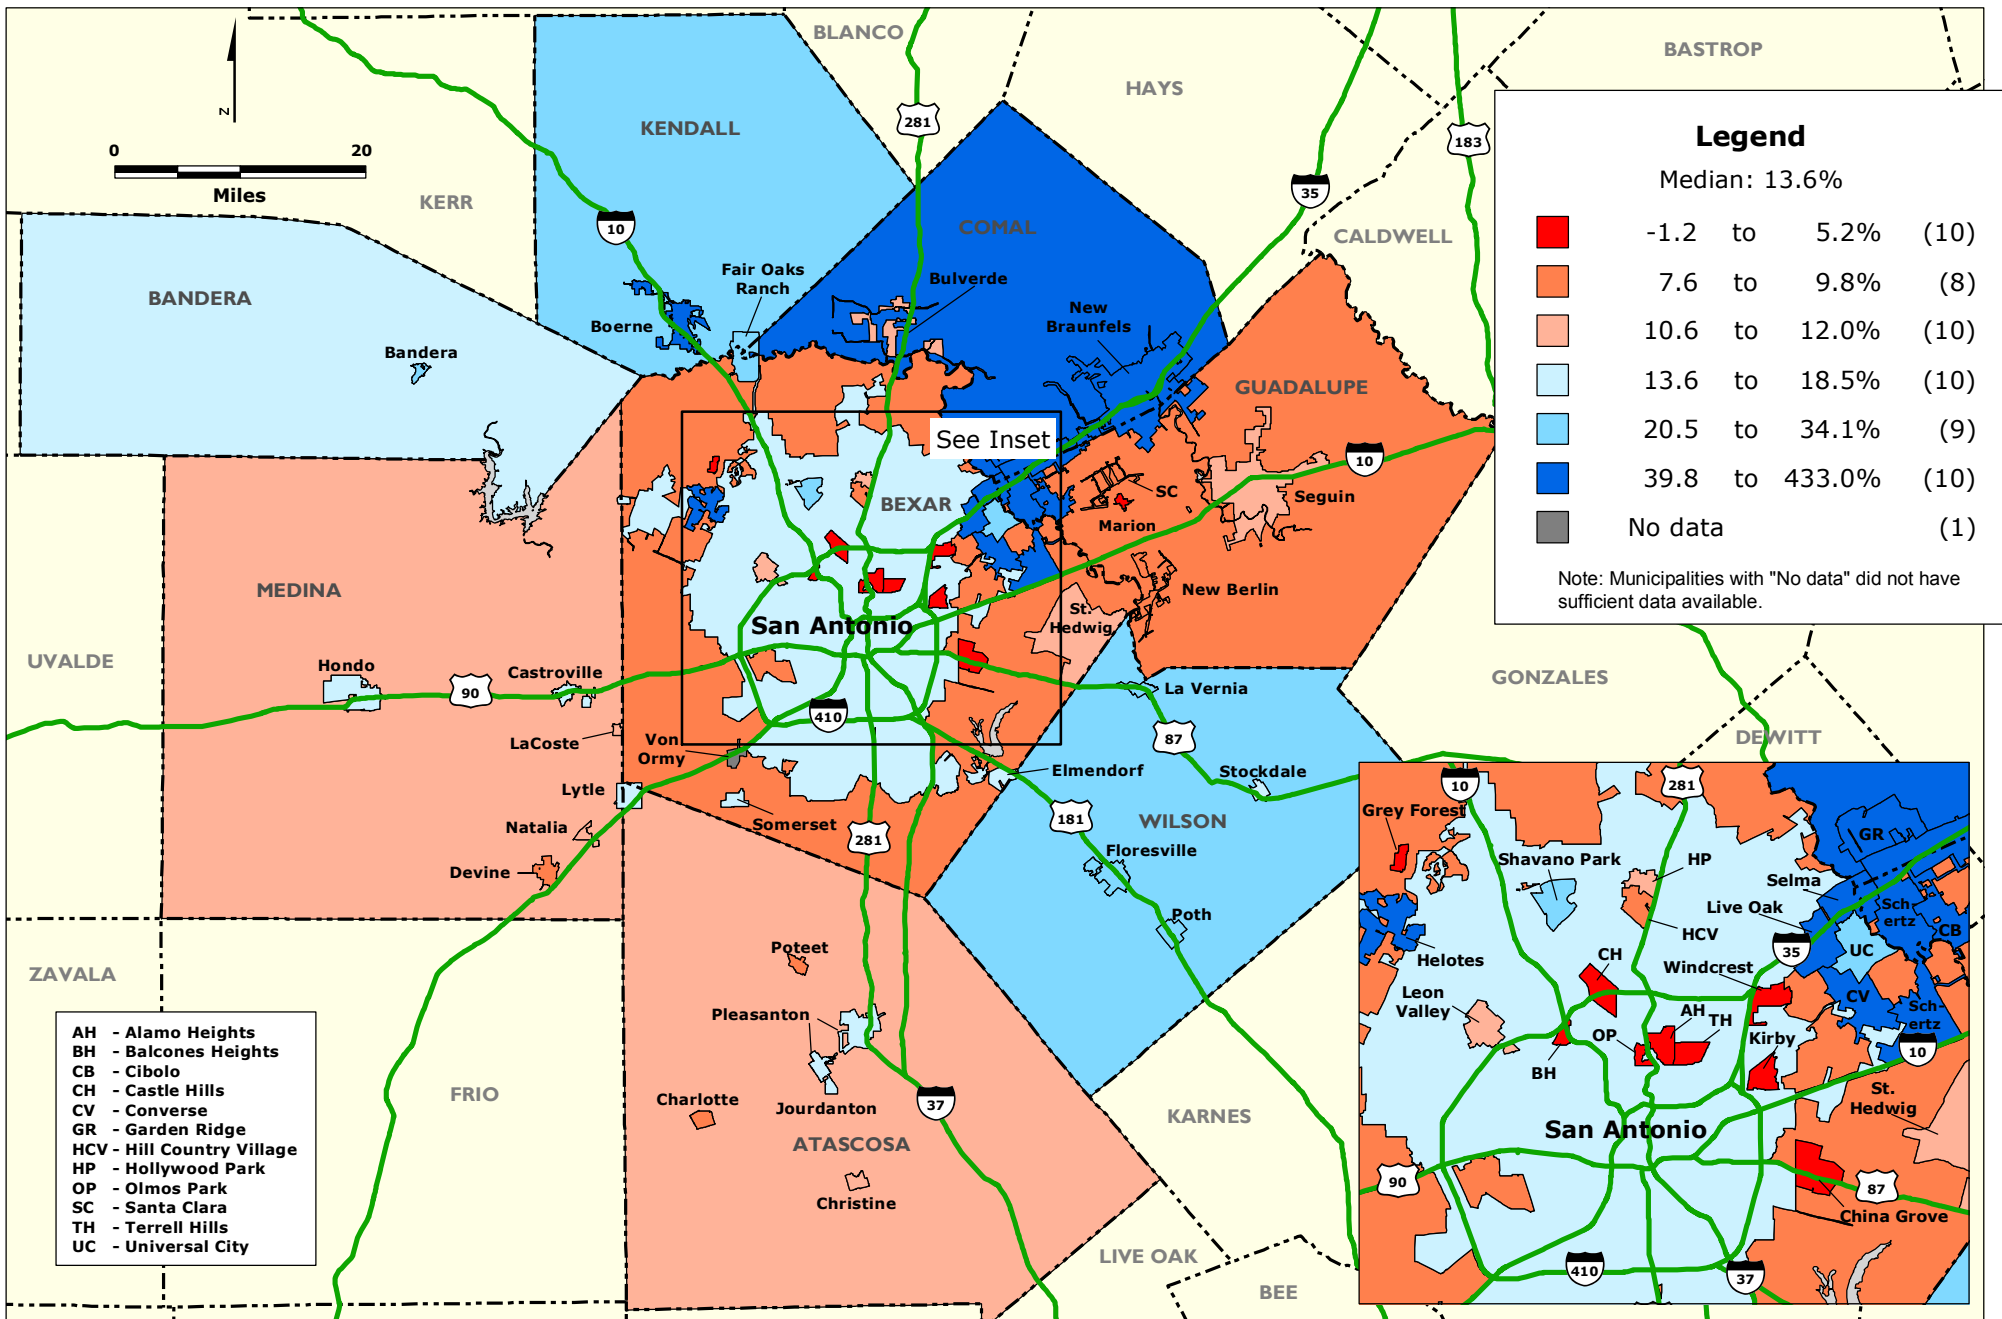 BLANCO
BASTROP
HAYS
KENDALL
281
183
Legend
Median: 13.6%
-1.2 to 5.2% (10)
7.6 to 9.8% (8)
10.6 to 12.0% (10)
13.6 to 18.5% (10)
20.5 to 34.1% (9)
39.8 to 433.0% (10)
No data (1)
Note: Municipalities with "No data" did not have
sufficient data available.
N
0 20
Miles
KERR
35
10
COMAL
CALDWELL
Fair Oaks
Ranch
Bulverde
BANDERA
New
Braunfels
Boerne
Bandera
GUADALUPE
See Inset
10
BEXAR
SC
Seguin
Marion
MEDINA
New Berlin
St.
Hedwig
San Antonio
UVALDE
Hondo
Castroville
90
La Vernia
GONZALES
410
LaCoste
Von
Ormy
87
DEWITT
Elmendorf
Stockdale
Lytle
Natalia
Somerset
281
181
WILSON
Floresville
Devine
Poth
Poteet
ZAVALA
Pleasanton
FRIO
Charlotte
Jourdanton
37
KARNES
ATASCOSA
Christine
LIVE OAK
BEE
AH - Alamo Heights
BH - Balcones Heights
CB - Cibolo
CH - Castle Hills
CV - Converse
GR - Garden Ridge
HCV - Hill Country Village
HP - Hollywood Park
OP - Olmos Park
SC - Santa Clara
TH - Terrell Hills
UC - Universal City
10
281
Grey Forest
GR
Shavano Park
HP
Selma
Live Oak
Sch
ertz
CB
HCV
35
UC
Helotes
CH
Windcrest
Leon
Valley
CV
Sch-
ertz
AH
TH
OP
Kirby
10
BH
St.
Hedwig
San Antonio
90
87
China Grove
410
37